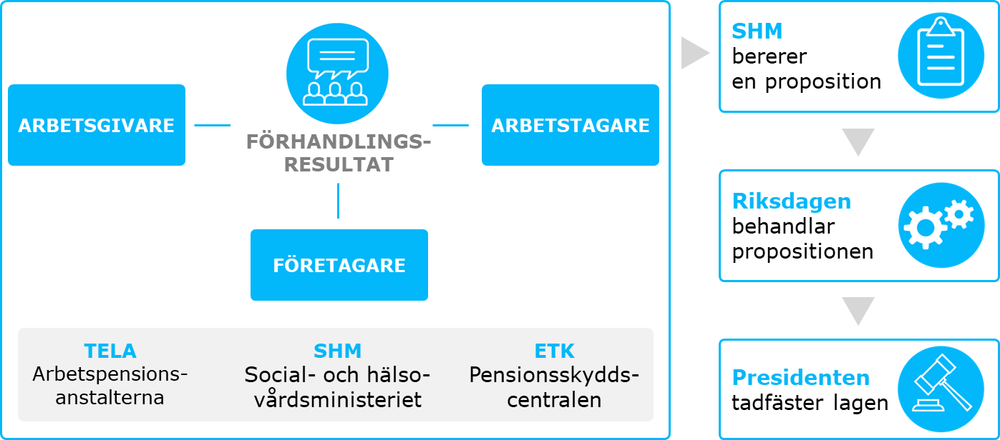 ARBETSGIVARE
FÖRHANDLINGS-
RESULTAT
ARBETSTAGARE
FÖRETAGARE
TELA
Arbetspensions-
anstalterna
SHM
Social- och hälso-
vårdsministeriet
ETK
Pensionsskydds-
centralen
SHM
bererer
en proposition
Riksdagen
behandlar
propositionen
Presidenten
tadfäster lagen